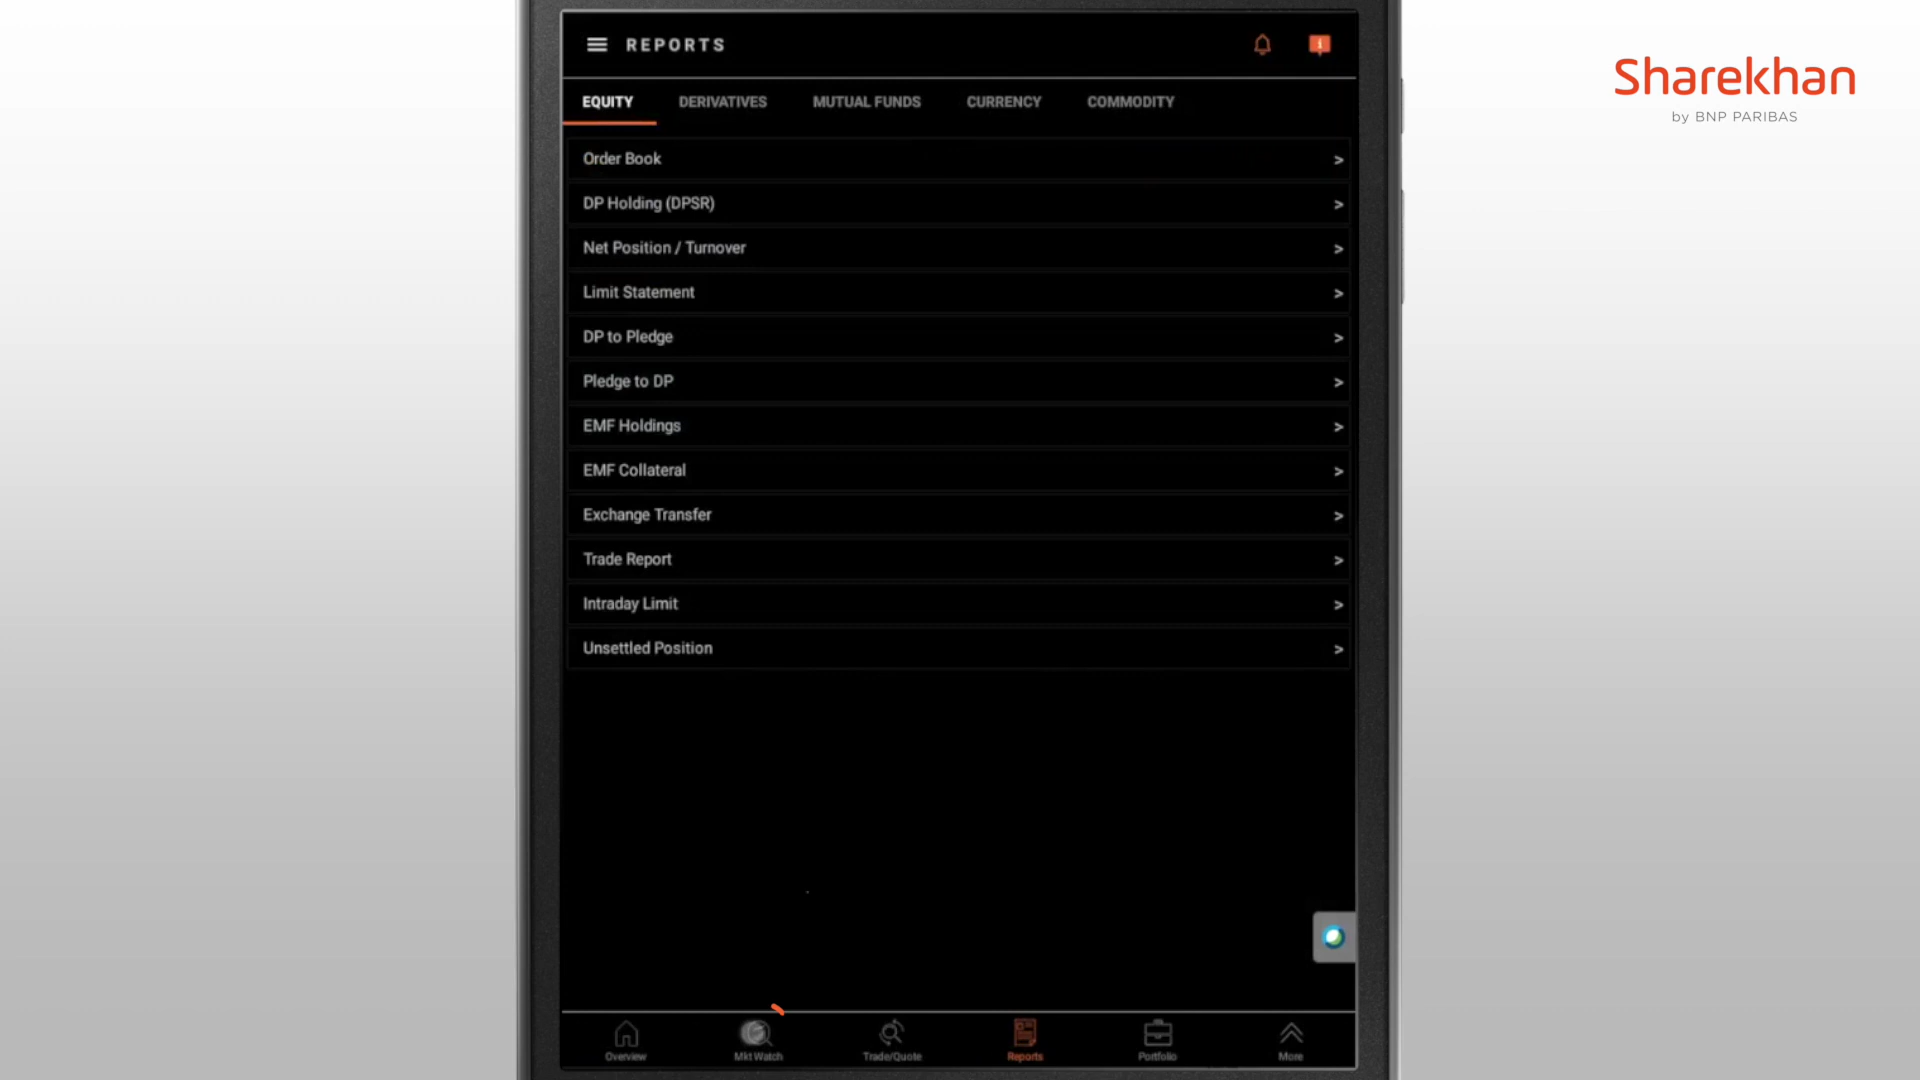 REPORTS
Sharekhan
by BNP PARIBAS
EQUITY DERIVATIVES MUTUAL FUNDS CURRENCY COMMODITY
Order Book >
DP Holding (DPSR) >
Net Position / Turnover >
Limit Statement >
DP to Pledge >
Pledge to DP >
EMF Holdings >
EMF Collateral >
Exchange Transfer >
Trade Report >
Intraday Limit >
Unsettled Position >
Overview Mkt Watch Trade/Quote Reports Portfolio More